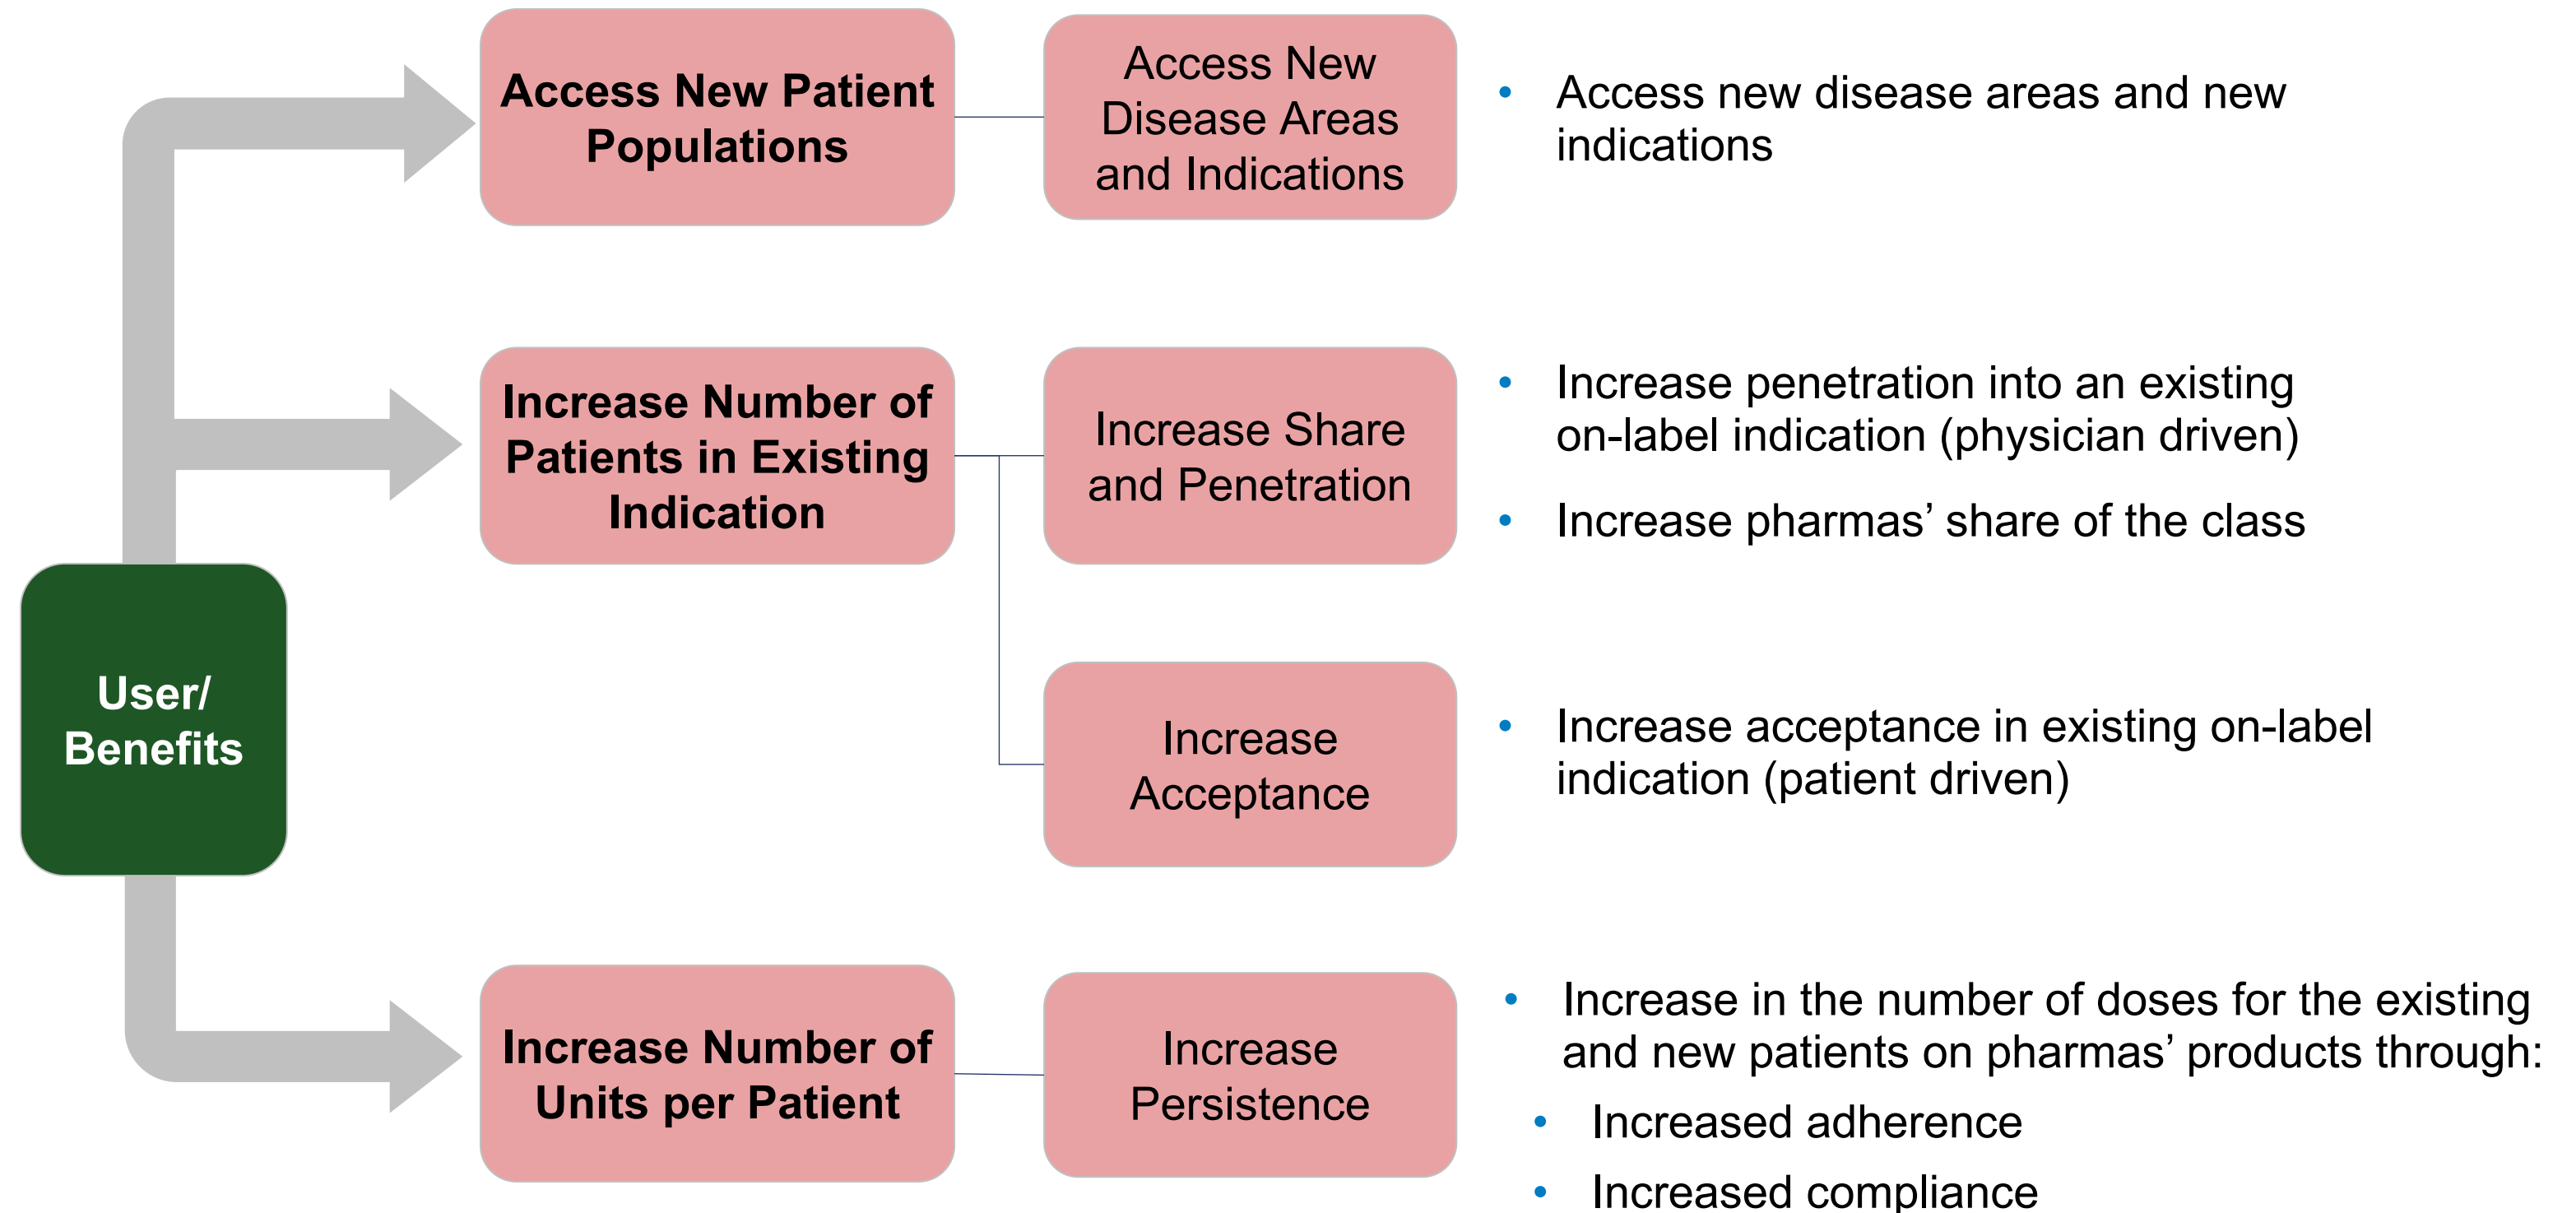 Access New Patient
Populations
Access New
Disease Areas
and Indications
• Access new disease areas and new
indications
Increase Number of
Patients in Existing
Indication
Increase Share
and Penetration
• Increase penetration into an existing
on-label indication (physician driven)
• Increase pharmas’ share of the class
User/
Benefits
Increase
Acceptance
• Increase acceptance in existing on-label
indication (patient driven)
Increase Number of
Units per Patient
Increase
Persistence
• Increase in the number of doses for the existing
and new patients on pharmas’ products through:
• Increased adherence
• Increased compliance